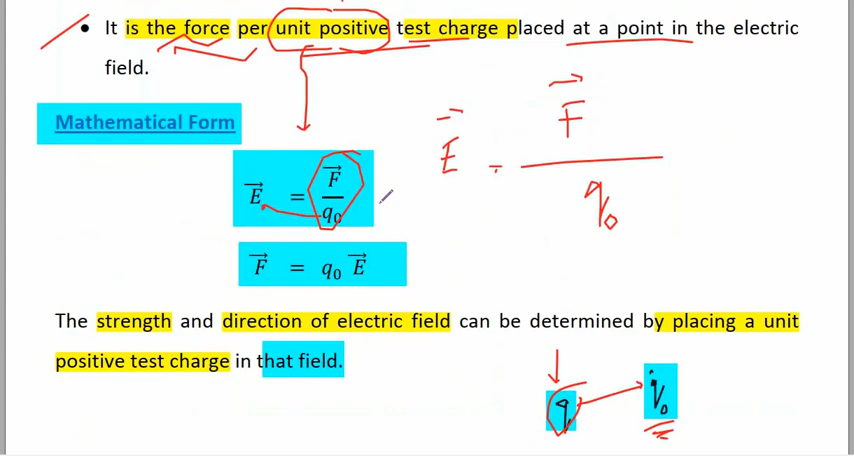 • It is the force per unit positive test charge placed at a point in the electric
field.
Mathematical Form
E⃗ = F⃗ / q₀
E⃗ = F⃗ / q₀
F⃗ = q₀ E⃗
The strength and direction of electric field can be determined by placing a unit
positive test charge in that field.
q q₀